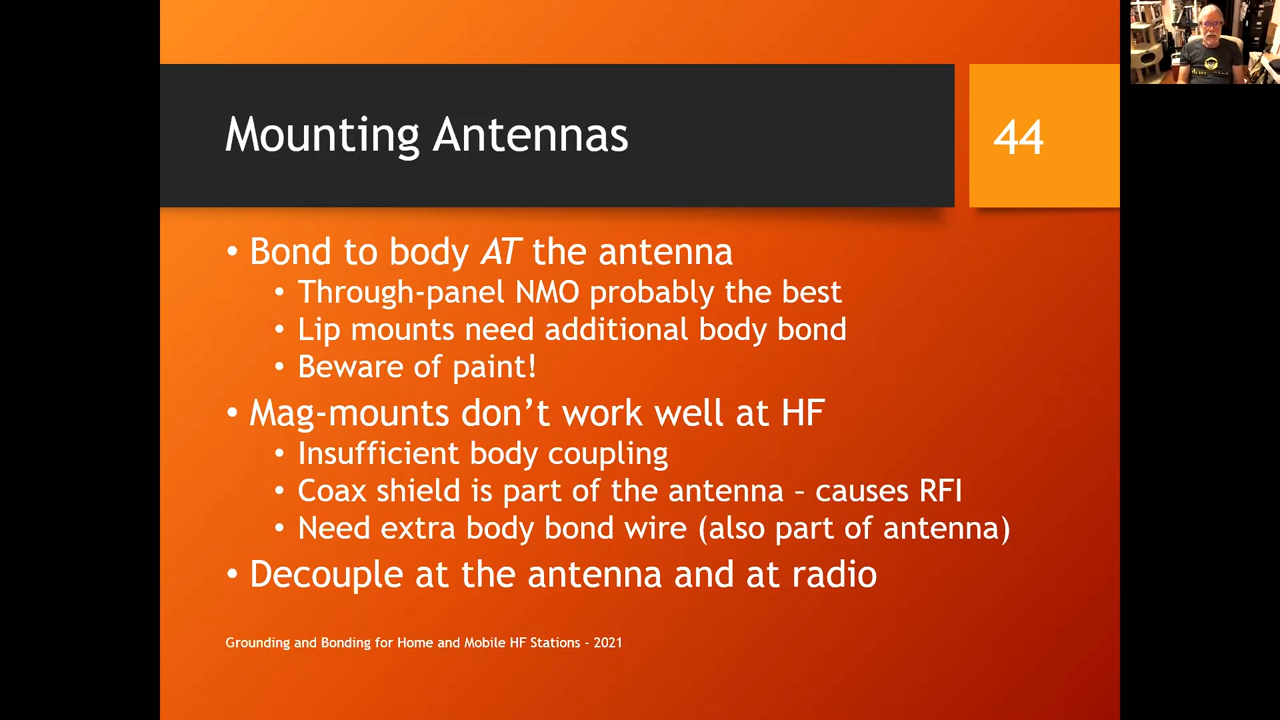 Mounting Antennas
44
• Bond to body AT the antenna
• Through-panel NMO probably the best
• Lip mounts need additional body bond
• Beware of paint!
• Mag-mounts don’t work well at HF
• Insufficient body coupling
• Coax shield is part of the antenna – causes RFI
• Need extra body bond wire (also part of antenna)
• Decouple at the antenna and at radio
Grounding and Bonding for Home and Mobile HF Stations - 2021